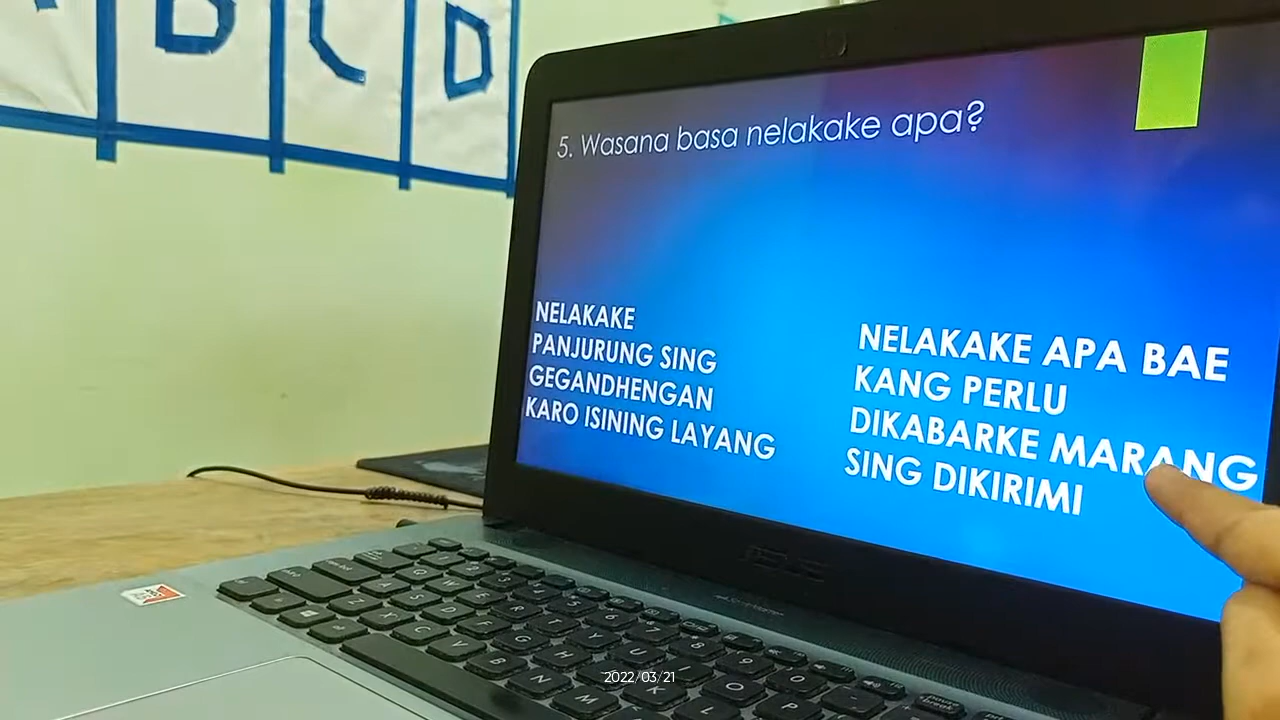 B C D
5. Wasana basa nelakake apa?
NELAKAKE
PANJURUNG SING
GEGANDHENGAN
KARO ISINING LAYANG
NELAKAKE APA BAE
KANG PERLU
DIKABARKE MARANG
SING DIKIRIMI
ASUS
2022/03/21